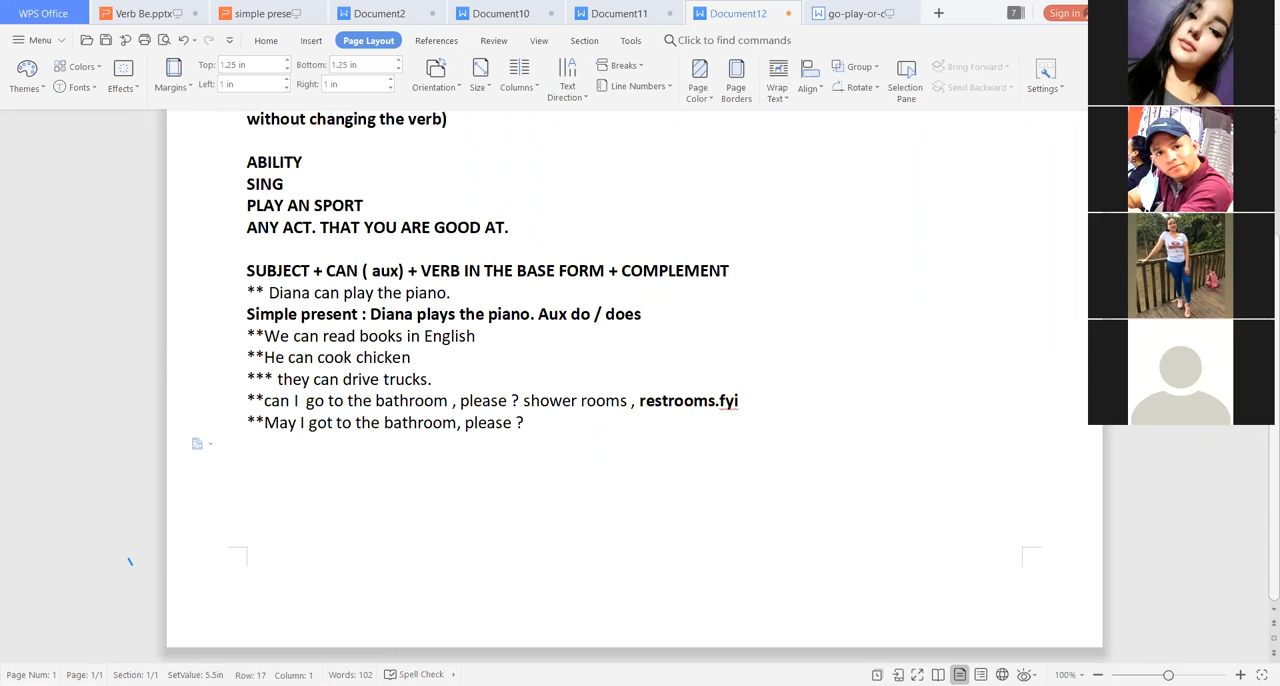 WPS Office Verb Be.pptx simple prese Document2 Document10 Document11 Document12 go-play-or-c 7 Sign in
Menu Home Insert Page Layout References Review View Section Tools Click to find commands
Themes Colors Fonts Effects Margins Top: 1.25 in Bottom: 1.25 in Left: 1 in Right: 1 in Orientation Size Columns Text Direction Breaks Line Numbers Page Color Page Borders Wrap Text Align Group Rotate Selection Pane Bring Forward Send Backward Settings
without changing the verb)
ABILITY
SING
PLAY AN SPORT
ANY ACT. THAT YOU ARE GOOD AT.
SUBJECT + CAN ( aux) + VERB IN THE BASE FORM + COMPLEMENT
** Diana can play the piano.
Simple present : Diana plays the piano. Aux do / does
**We can read books in English
**He can cook chicken
*** they can drive trucks.
**can I go to the bathroom , please ? shower rooms , restrooms.fyi
**May I got to the bathroom, please ?
Page Num: 1 Page: 1/1 Section: 1/1 SetValue: 5.5in Row: 17 Column: 1 Words: 102 Spell Check 100%